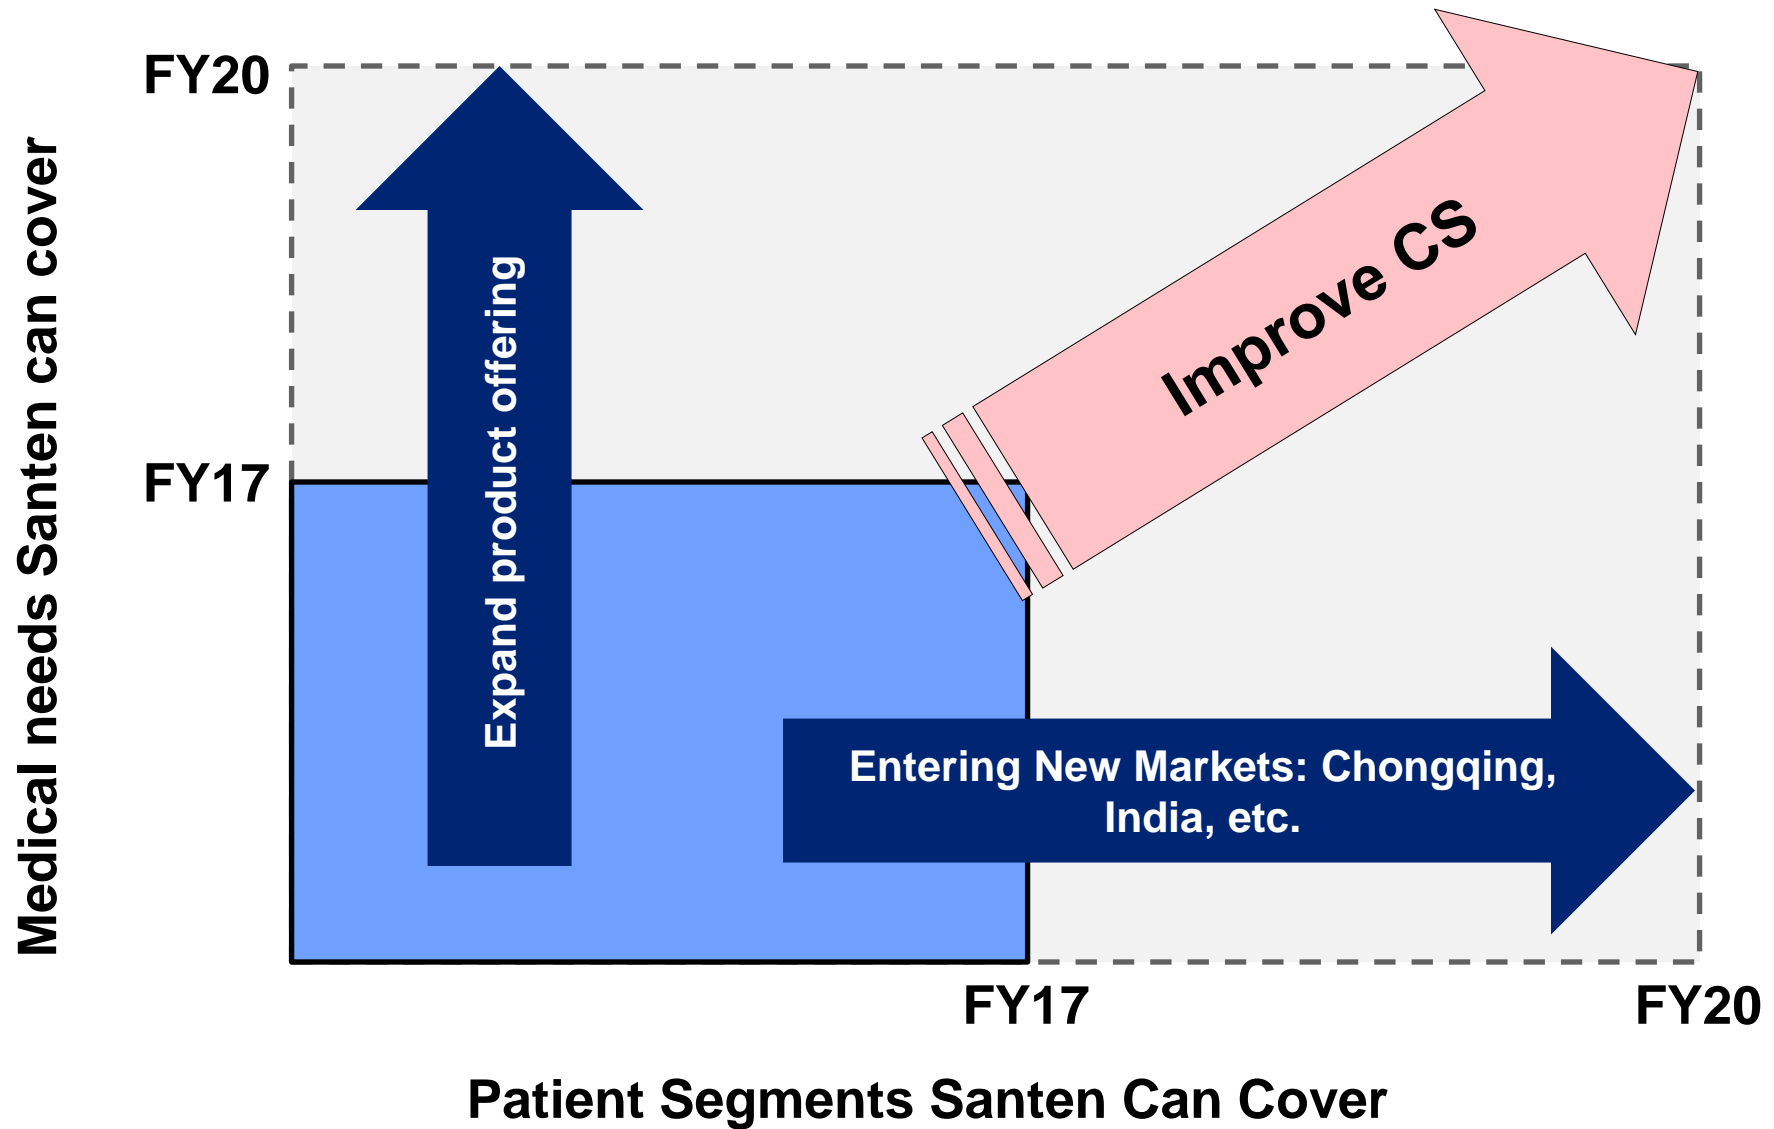 FY20
Medical needs Santen can cover
Expand product offering
Improve CS
FY17
Entering New Markets: Chongqing,
India, etc.
FY17
FY20
Patient Segments Santen Can Cover